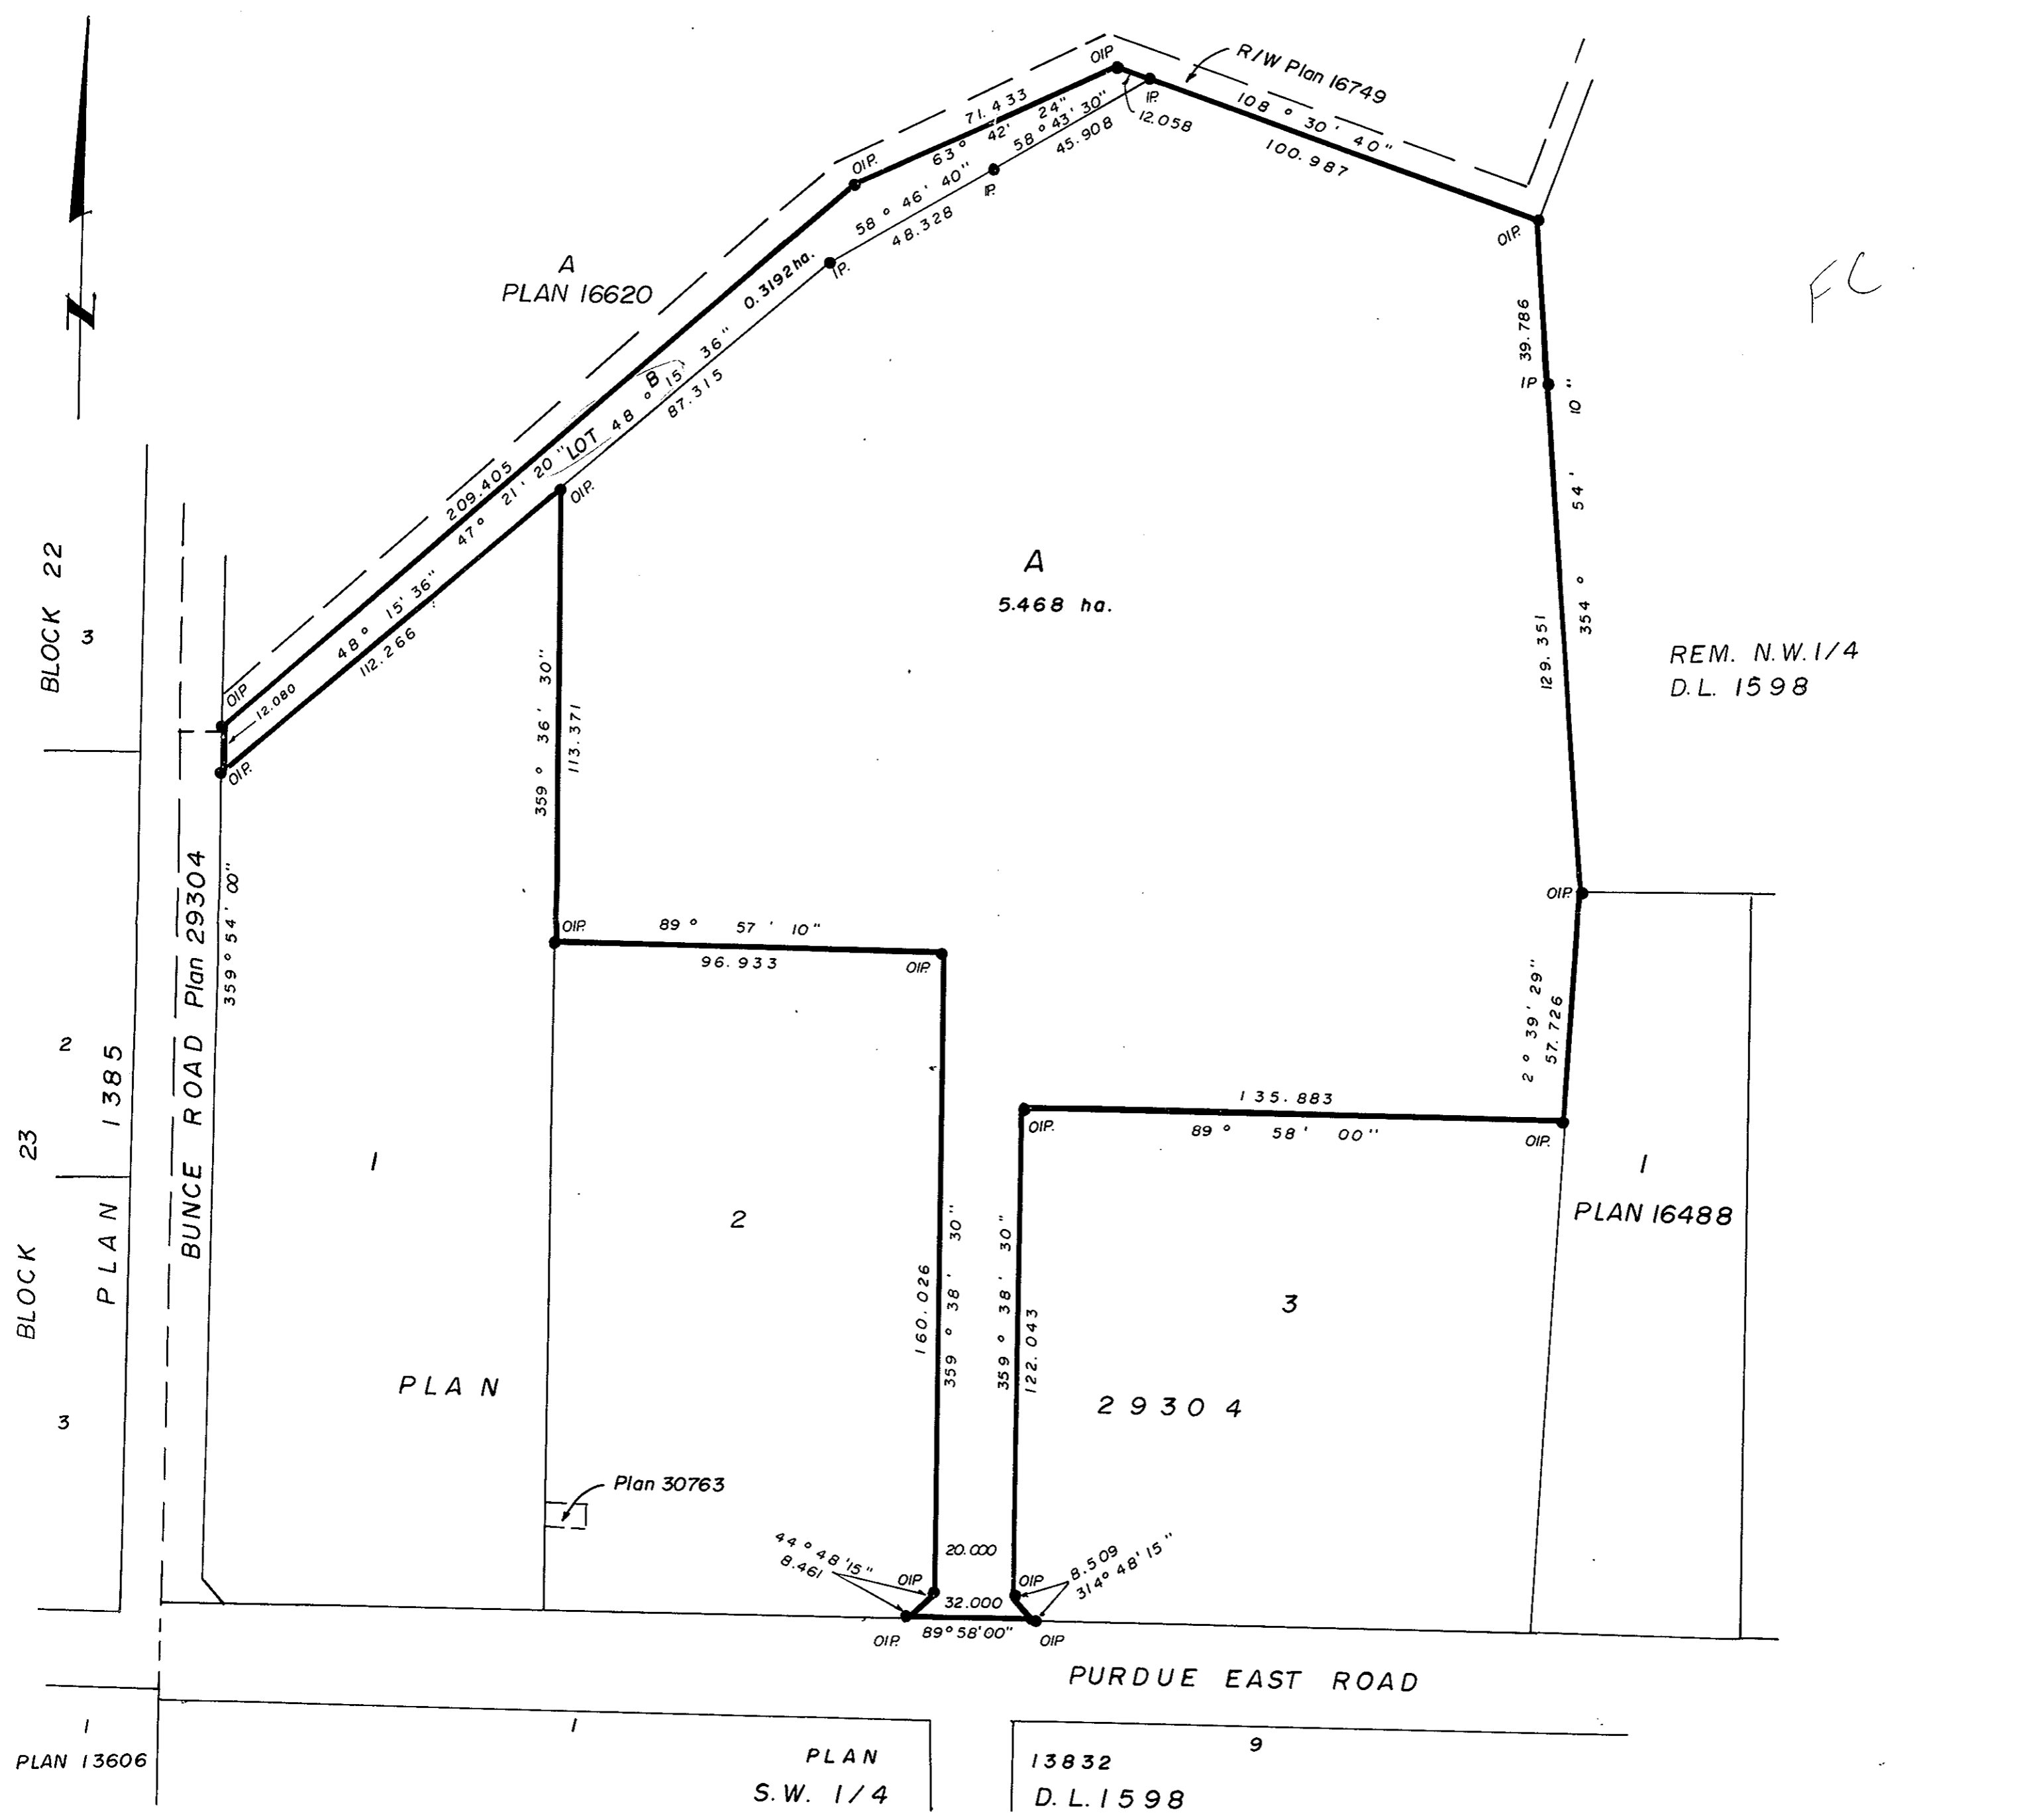 OIP.
R/W Plan 16749
71.433
63° 42' 24"
58° 43' 30"
45.908
IP.
12.058
108° 30' 40"
100.987
OIP.
58° 46' 40"
48.328
IP.
OIP.
FC
A
PLAN 16620
0.3192 ha.
IP.
39.786
IP
LOT B
48° 15' 36"
87.315
209.405
47° 21' 20"
OIP.
354° 54' 10"
129.351
BLOCK 22
3
48° 15' 36"
112.266
A
5.468 ha.
359° 36' 30"
113.371
REM. N.W. 1/4
D.L. 1598
OIP
12.080
OIP.
359° 54' 00"
OIP.
89° 57' 10"
96.933
OIP.
OIP.
2° 39' 29"
57.726
2
BLOCK 23
PLAN 1385
BUNCE ROAD Plan 29304
135.883
OIP.
89° 58' 00"
OIP.
1
2
1
PLAN 16488
160.026
359° 38' 30"
359° 38' 30"
122.043
3
PLAN
29304
3
Plan 30763
44° 48' 15"
8.461
20.000
8.509
314° 48' 15"
OIP
OIP
32.000
OIP.
89° 58' 00"
OIP
PURDUE EAST ROAD
1
PLAN 13606
1
PLAN
13832
9
S.W. 1/4
D.L. 1598
N